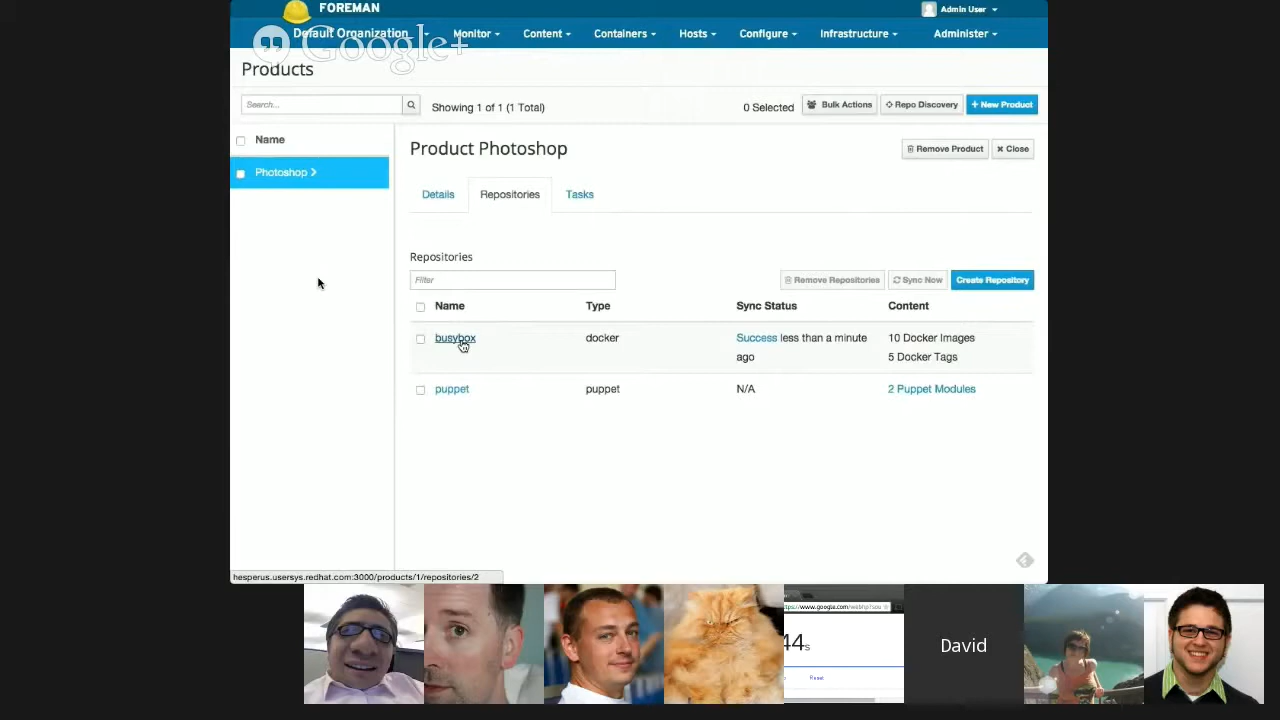 FOREMAN
Admin User
Default Organization
Monitor
Content
Containers
Hosts
Configure
Infrastructure
Administer
Google+
Products
Search...
Showing 1 of 1 (1 Total)
0 Selected
Bulk Actions
Repo Discovery
+ New Product
Name
Photoshop
Product Photoshop
Remove Product
Close
Details
Repositories
Tasks
Repositories
Filter
Remove Repositories
Sync Now
Create Repository
Name Type Sync Status Content
busybox docker Success less than a minute 10 Docker Images
ago 5 Docker Tags
puppet puppet N/A 2 Puppet Modules
hesperus.usersys.redhat.com:3000/products/1/repositories/2
44s
Reset
David